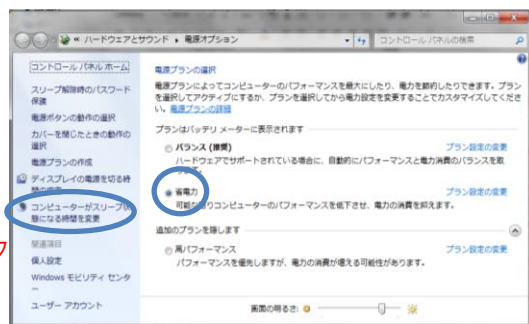 « ハードウェアとサウンド ▸ 電源オプション
コントロール パネルの検索
コントロール パネル ホーム
スリープ解除時のパスワード
保護
電源ボタンの動作の選択
カバーを閉じたときの動作の
選択
電源プランの作成
ディスプレイの電源を切る時
コンピューターがスリープ状
態になる時間を変更
関連項目
個人設定
Windows モビリティ センタ
ー
ユーザー アカウント
電源プランの選択
電源プランによってコンピューターのパフォーマンスを最大にしたり、電力を節約したりできます。プラン
を選択してアクティブにするか、プランを選択してから電力設定を変更することでカスタマイズしてくださ
い。電源プランの詳細
プランはバッテリ メーターに表示されます
バランス (推奨) プラン設定の変更
ハードウェアでサポートされている場合に、自動的にパフォーマンスと電力消費のバランスを取
ります。
省電力 プラン設定の変更
可能な限りコンピューターのパフォーマンスを低下させ、電力の消費を抑えます。
追加のプランを隠します
高パフォーマンス プラン設定の変更
パフォーマンスを優先しますが、電力の消費が増える可能性があります。
画面の明るさ: